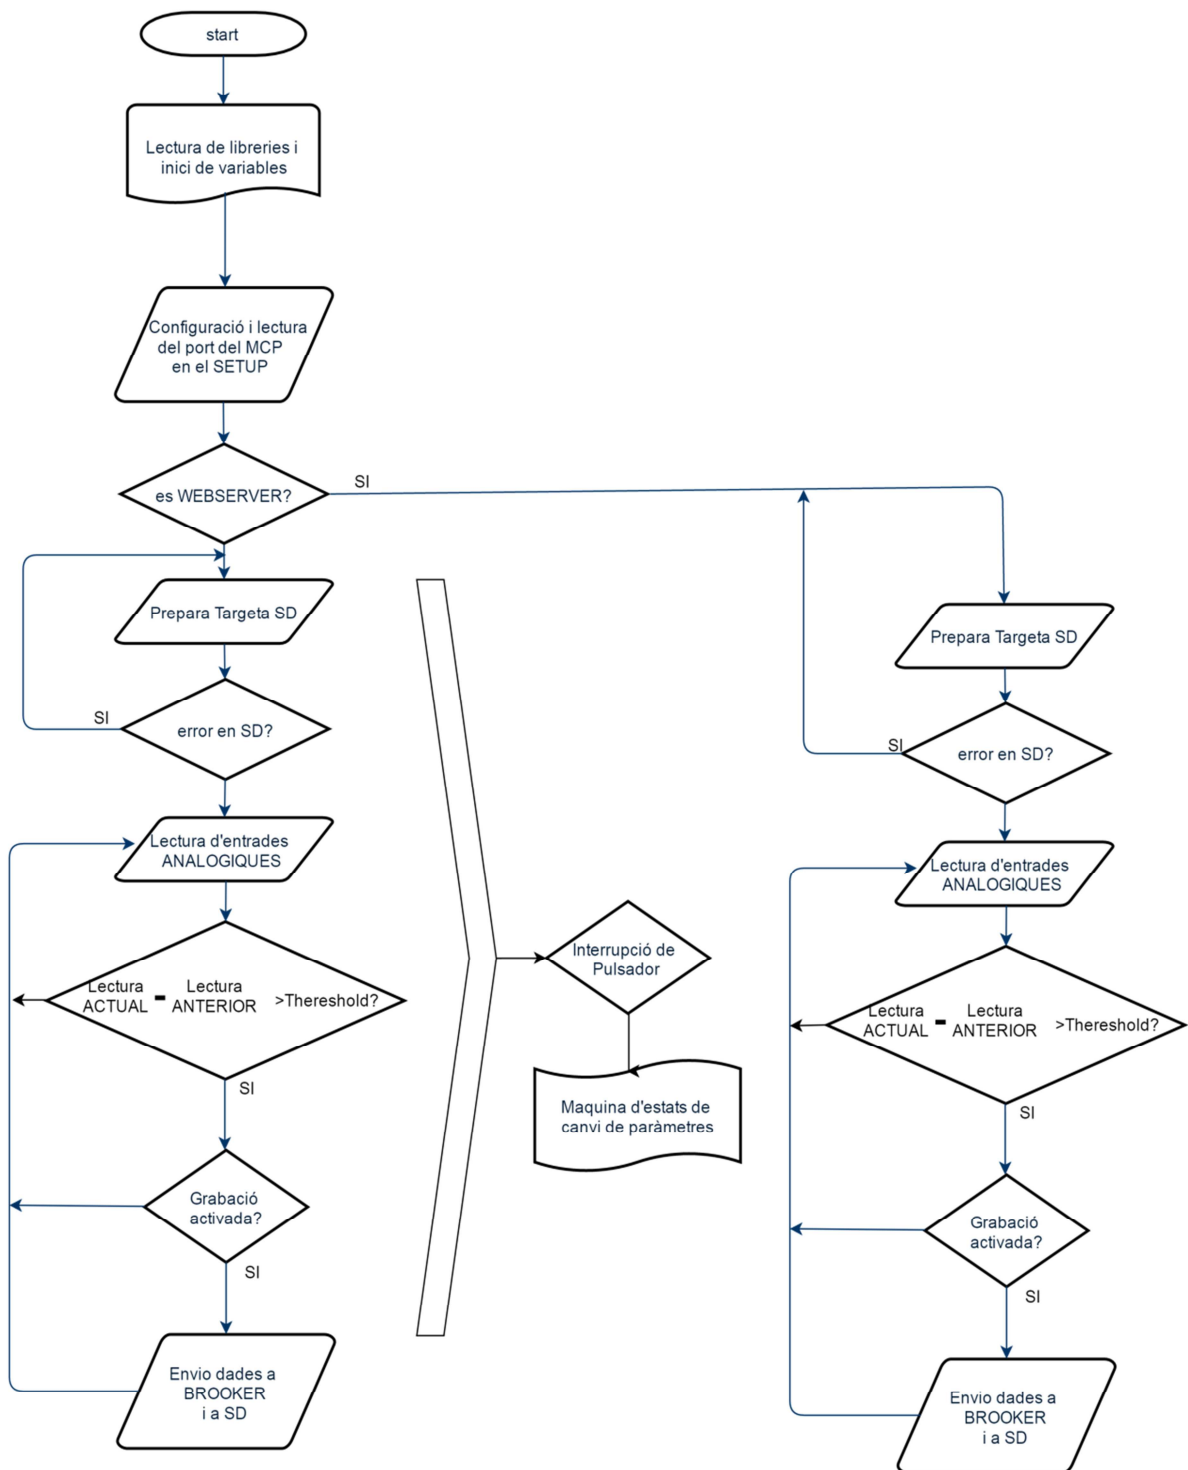 start
Lectura de libreries i
inici de variables
Configuració i lectura
del port del MCP
en el SETUP
es WEBSERVER?
SI
Prepara Targeta SD
error en SD?
SI
Lectura d'entrades
ANALOGIQUES
Lectura
ACTUAL
-
Lectura
ANTERIOR
>Thereshold?
SI
Grabació
activada?
SI
Envio dades a
BROOKER
i a SD
Interrupció de
Pulsador
Maquina d'estats de
canvi de paràmetres
Prepara Targeta SD
error en SD?
SI
Lectura d'entrades
ANALOGIQUES
Lectura
ACTUAL
-
Lectura
ANTERIOR
>Thereshold?
SI
Grabació
activada?
SI
Envio dades a
BROOKER
i a SD